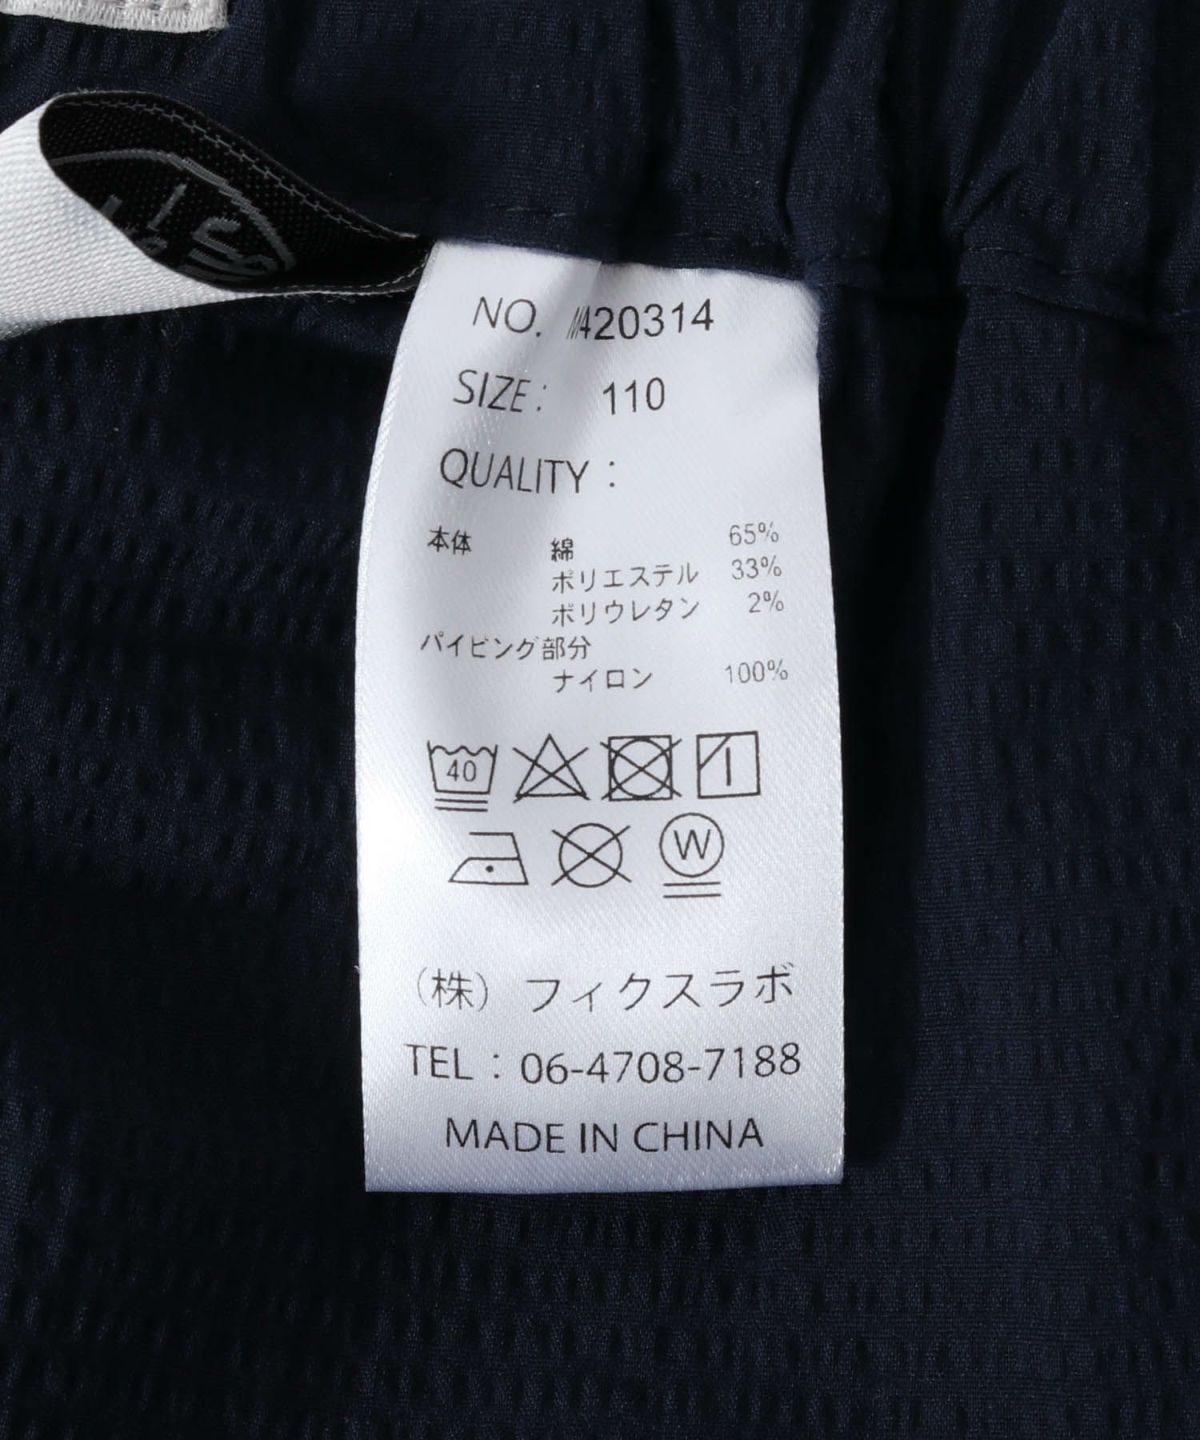 NO. 420314
SIZE: 110
QUALITY :
本体 綿 65%
ポリエステル 33%
ポリウレタン 2%
パイピング部分
ナイロン 100%
40
W
(株) フィクスラボ
TEL : 06-4708-7188
MADE IN CHINA